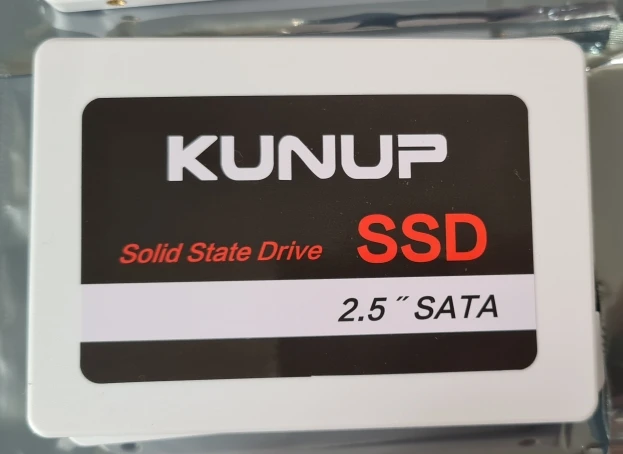 KUNUP
Solid State Drive SSD
2.5˝ SATA